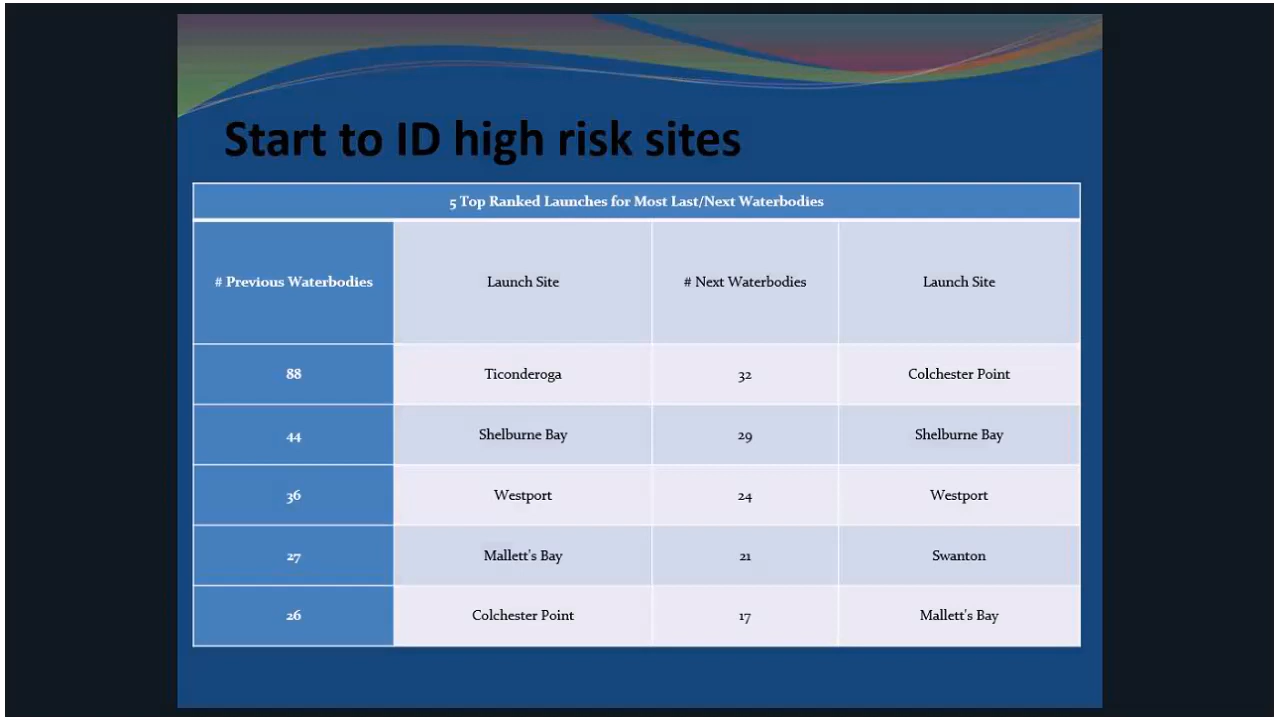 Start to ID high risk sites
5 Top Ranked Launches for Most Last/Next Waterbodies
# Previous Waterbodies Launch Site # Next Waterbodies Launch Site
88 Ticonderoga 32 Colchester Point
44 Shelburne Bay 29 Shelburne Bay
36 Westport 24 Westport
27 Mallett's Bay 21 Swanton
26 Colchester Point 17 Mallett's Bay